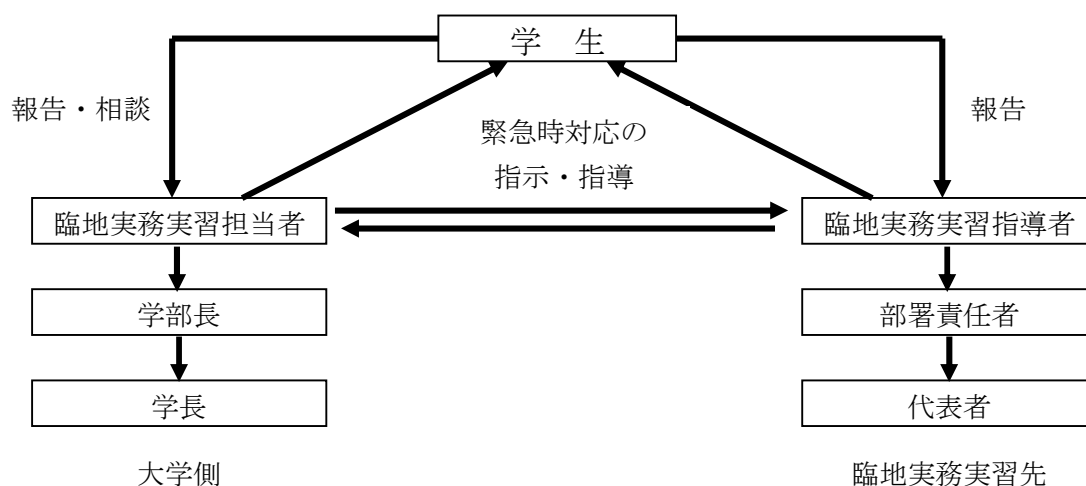 学　生
報告・相談
報告
緊急時対応の
指示・指導
臨地実務実習担当者
臨地実務実習指導者
学部長
部署責任者
学長
代表者
大学側
臨地実務実習先